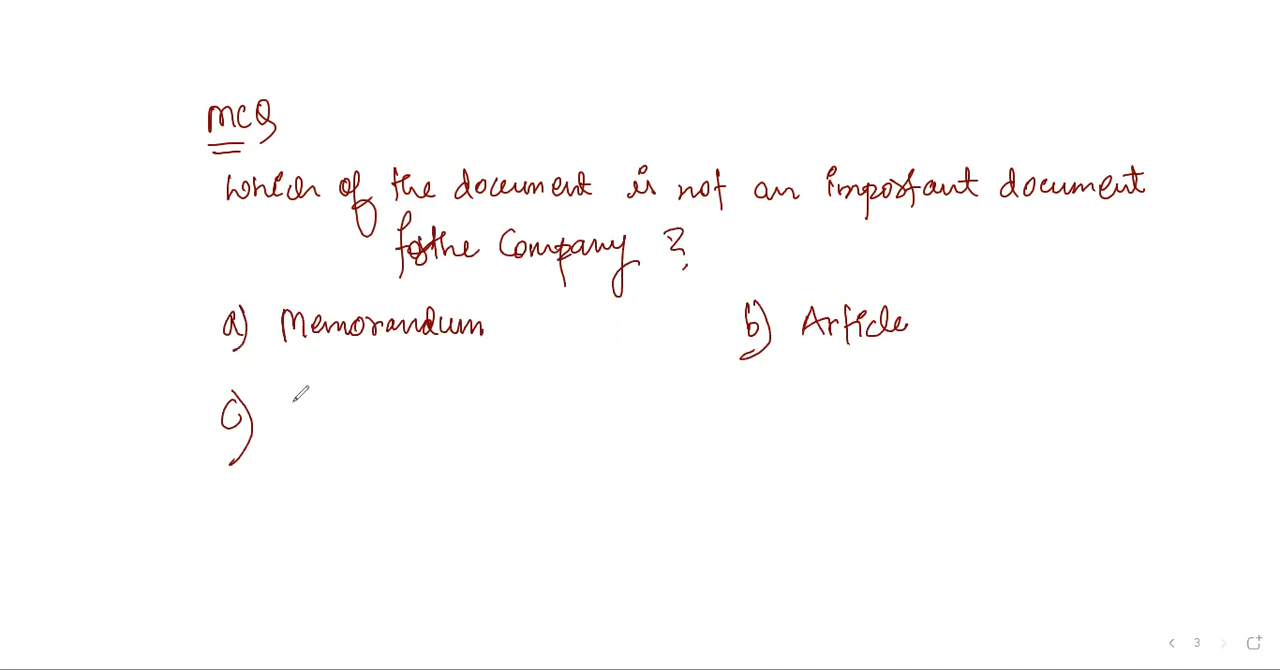 MCQ
which of the document is not an important document
for the Company ?
a) Memorandum
b) Article
c)
3